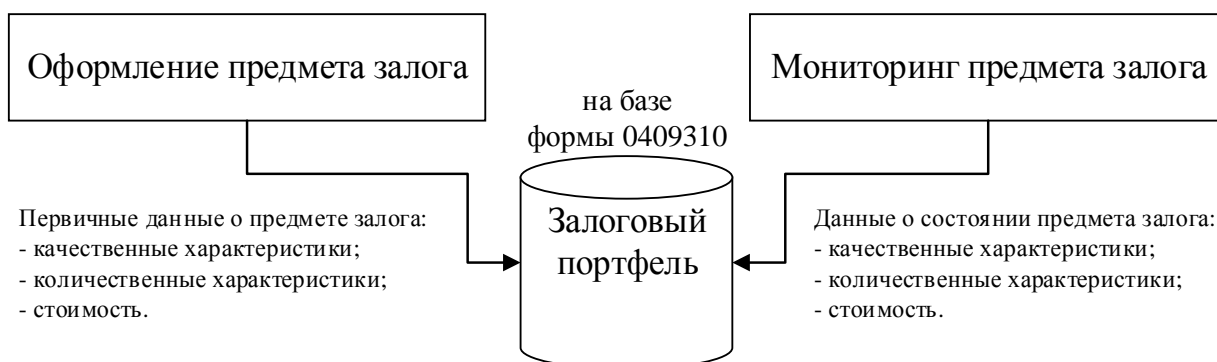 Оформление предмета залога
Мониторинг предмета залога
на базе
формы 0409310
Залоговый
портфель
Первичные данные о предмете залога:
- качественные характеристики;
- количественные характеристики;
- стоимость.
Данные о состоянии предмета залога:
- качественные характеристики;
- количественные характеристики;
- стоимость.